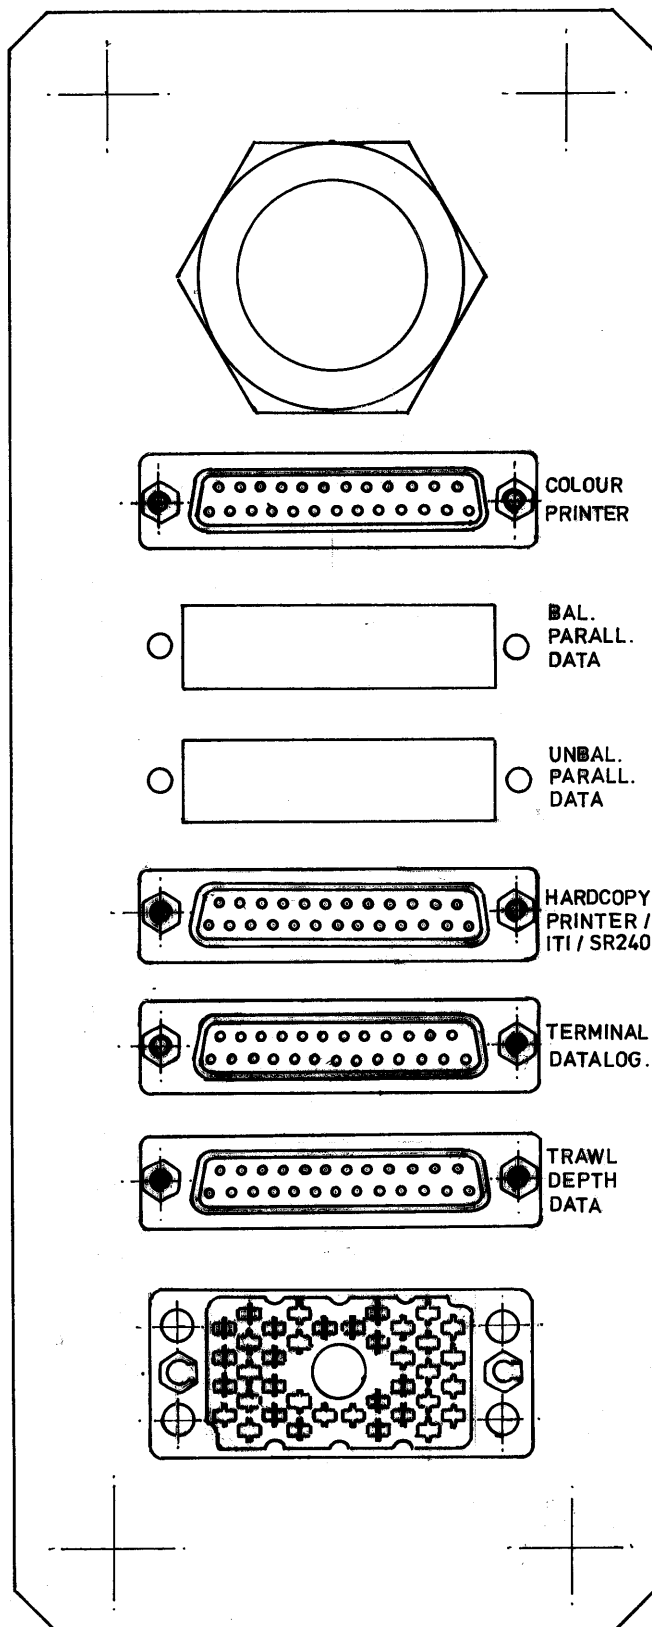 COLOUR
PRINTER
BAL.
PARALL.
DATA
UNBAL.
PARALL.
DATA
HARDCOPY
PRINTER /
ITI / SR240
TERMINAL
DATALOG.
TRAWL
DEPTH
DATA